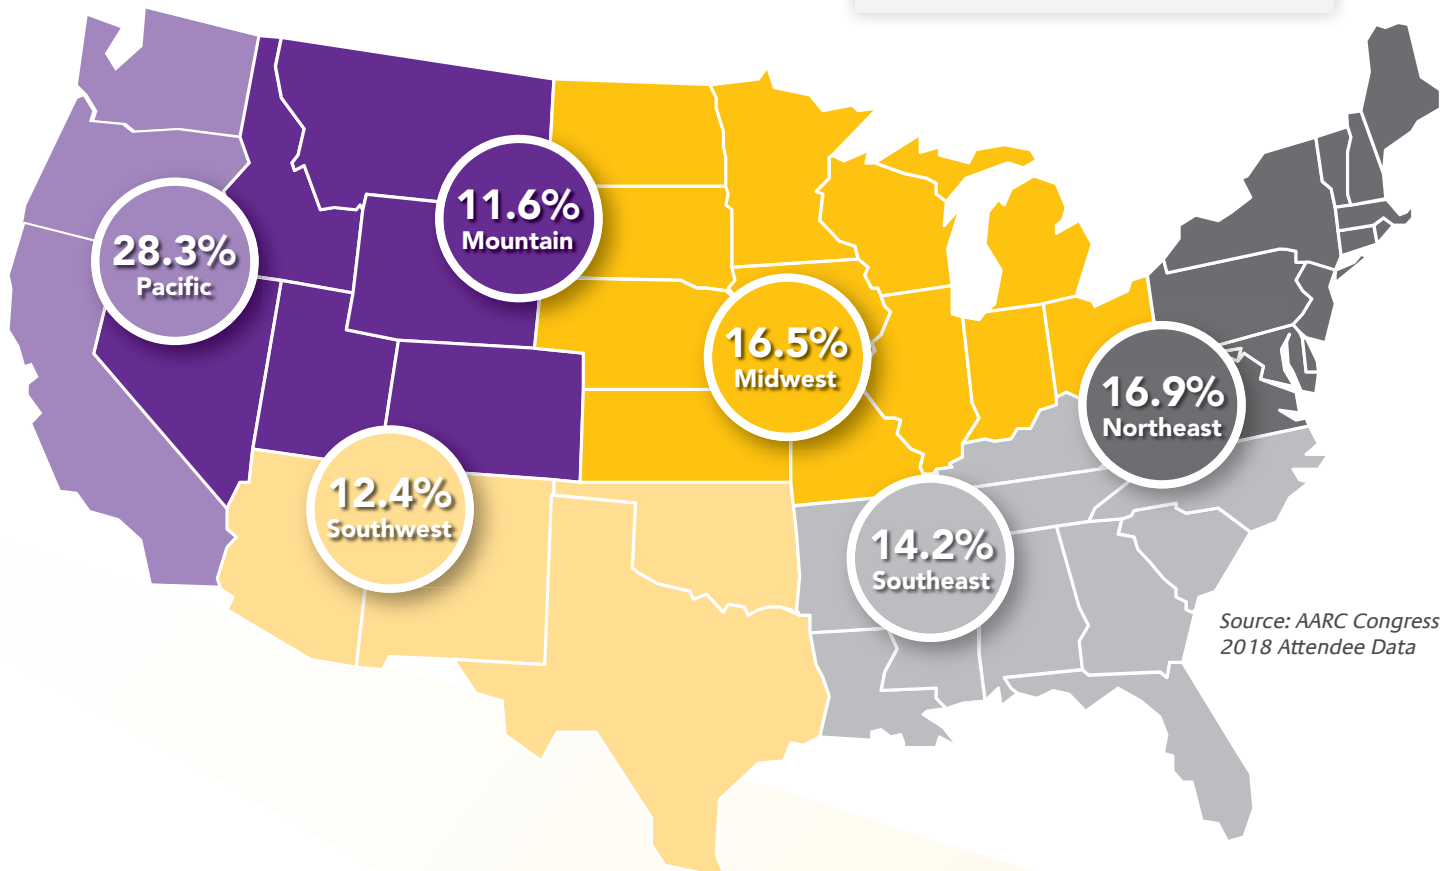 11.6%
Mountain
28.3%
Pacific
16.5%
Midwest
16.9%
Northeast
12.4%
Southwest
14.2%
Southeast
Source: AARC Congress
2018 Attendee Data